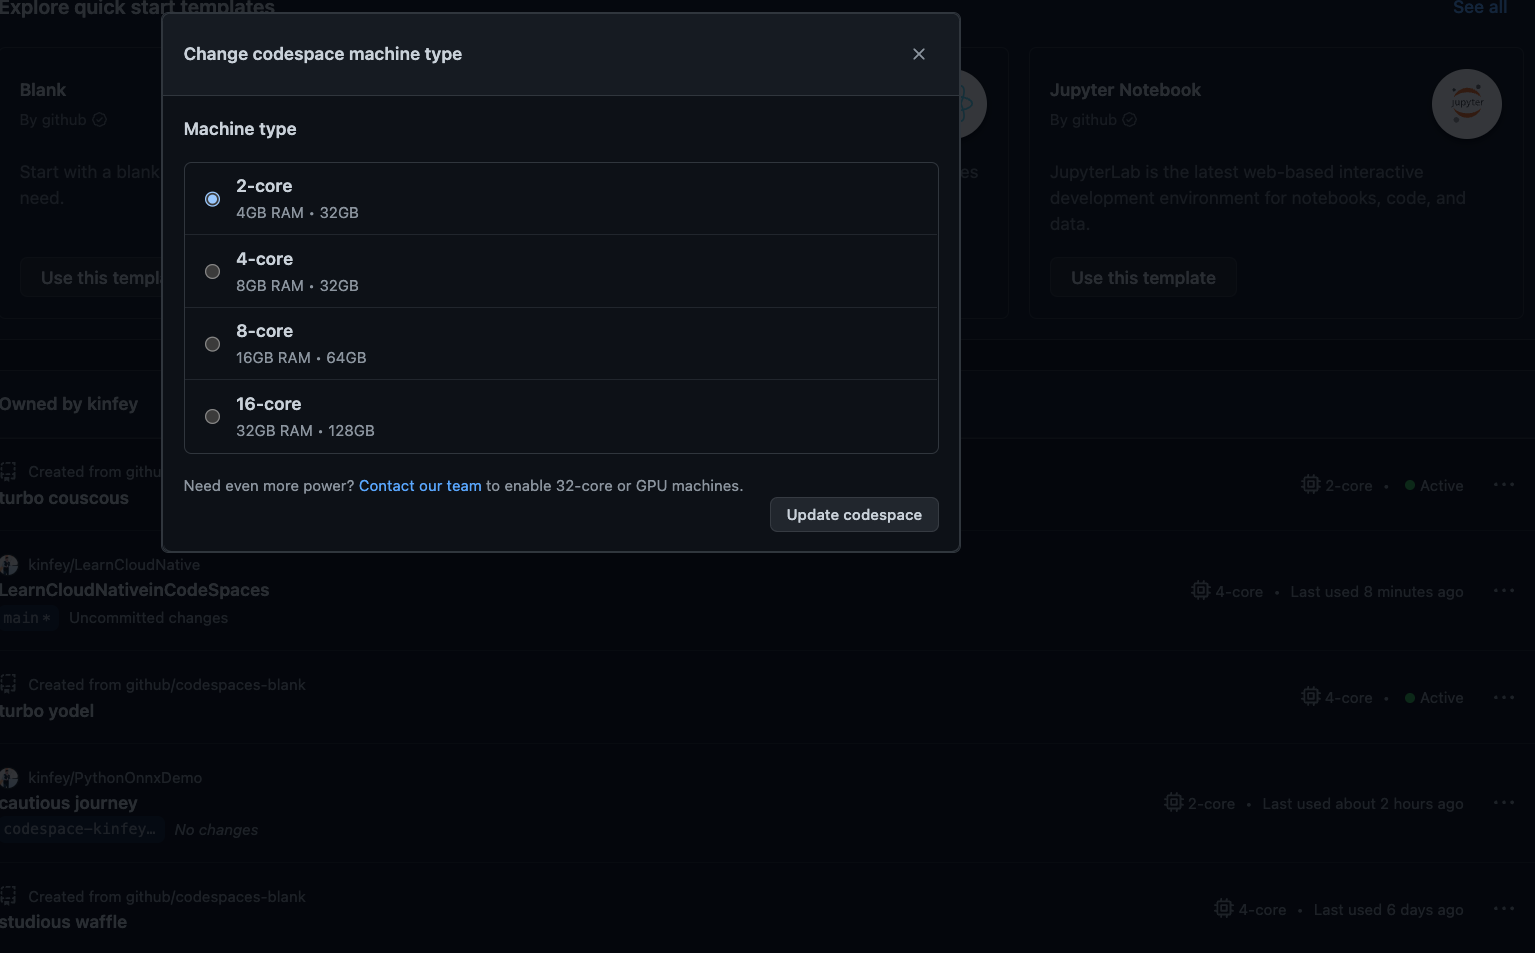 Explore quick start templates
See all
Change codespace machine type
Machine type
2-core
4GB RAM • 32GB
4-core
8GB RAM • 32GB
8-core
16GB RAM • 64GB
16-core
32GB RAM • 128GB
Need even more power? Contact our team to enable 32-core or GPU machines.
Update codespace
Blank
By github
Start with a blank
need.
Use this templ
es
Jupyter Notebook
By github
jupyter
JupyterLab is the latest web-based interactive
development environment for notebooks, code, and
data.
Use this template
Owned by kinfey
Created from githu
turbo couscous
2-core • Active
kinfey/LearnCloudNative
LearnCloudNativeinCodeSpaces
main* Uncommitted changes
4-core • Last used 8 minutes ago
Created from github/codespaces-blank
turbo yodel
4-core • Active
kinfey/PythonOnnxDemo
cautious journey
codespace-kinfey… No changes
2-core • Last used about 2 hours ago
Created from github/codespaces-blank
studious waffle
4-core • Last used 6 days ago